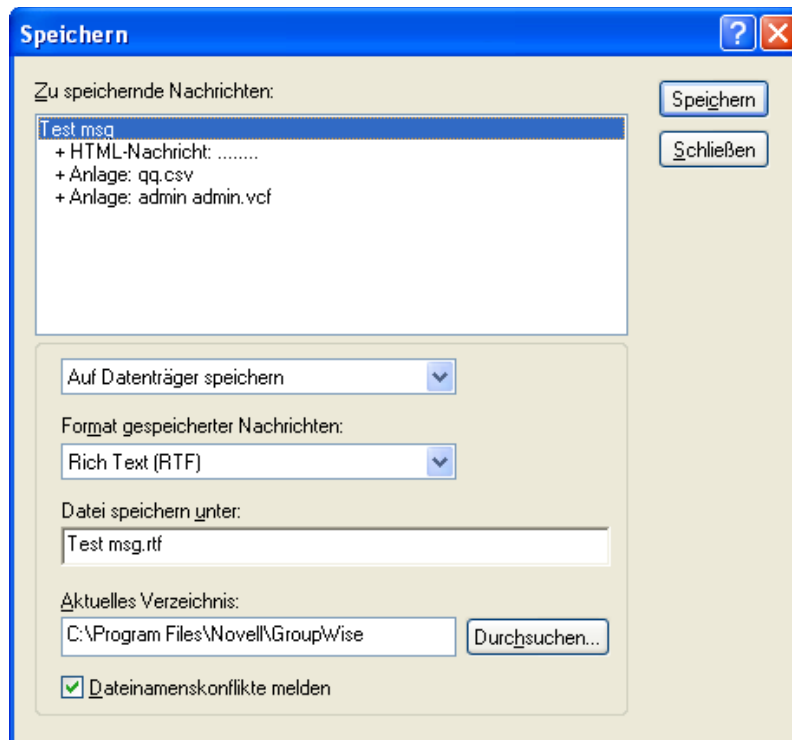 Speichern
Zu speichernde Nachrichten:
Speichern
Test msg
+ HTML-Nachricht: ........
+ Anlage: qq.csv
+ Anlage: admin admin.vcf
Schließen
Auf Datenträger speichern
Format gespeicherter Nachrichten:
Rich Text (RTF)
Datei speichern unter:
Test msg.rtf
Aktuelles Verzeichnis:
C:\Program Files\Novell\GroupWise
Durchsuchen...
Dateinamenskonflikte melden